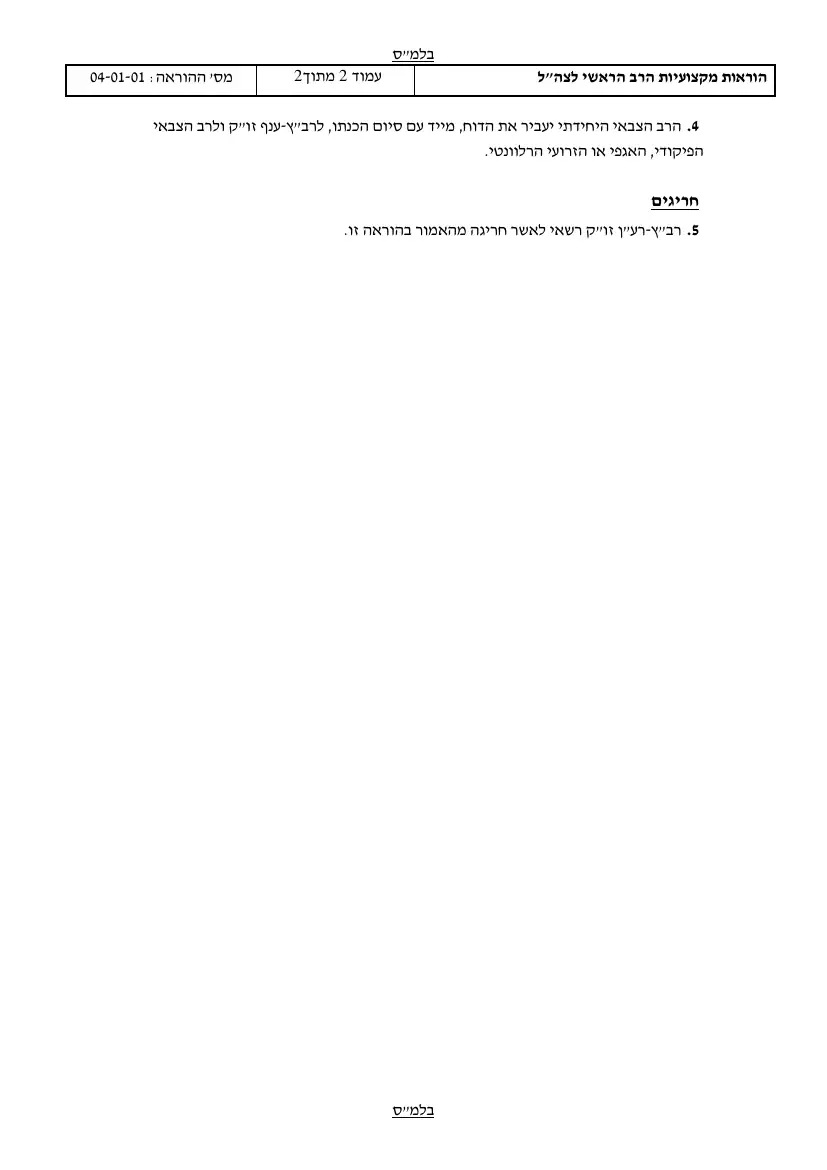 בלמ״ס
הוראות מקצועיות הרב הראשי לצה״ל
עמוד 2 מתוך2
מס׳ ההוראה: 04-01-01
4. הרב הצבאי היחידתי יעביר את הדוח, מייד עם סיום הכנתו, לרב״ץ-ענף זו״ק ולרב הצבאי
הפיקודי, האגפי או הזרועי הרלוונטי.
חריגים
5. רב״ץ-רע״ן זו״ק רשאי לאשר חריגה מהאמור בהוראה זו.
בלמ״ס